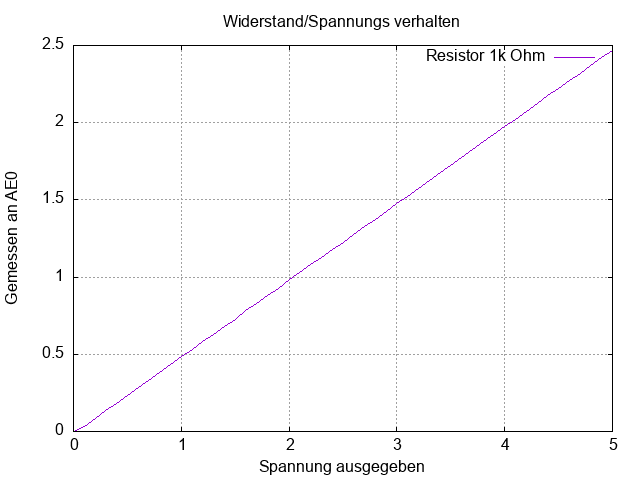 Widerstand/Spannungs verhalten
Resistor 1k Ohm
2.5
2
1.5
1
0.5
0
0 1 2 3 4 5
Gemessen an AE0
Spannung ausgegeben